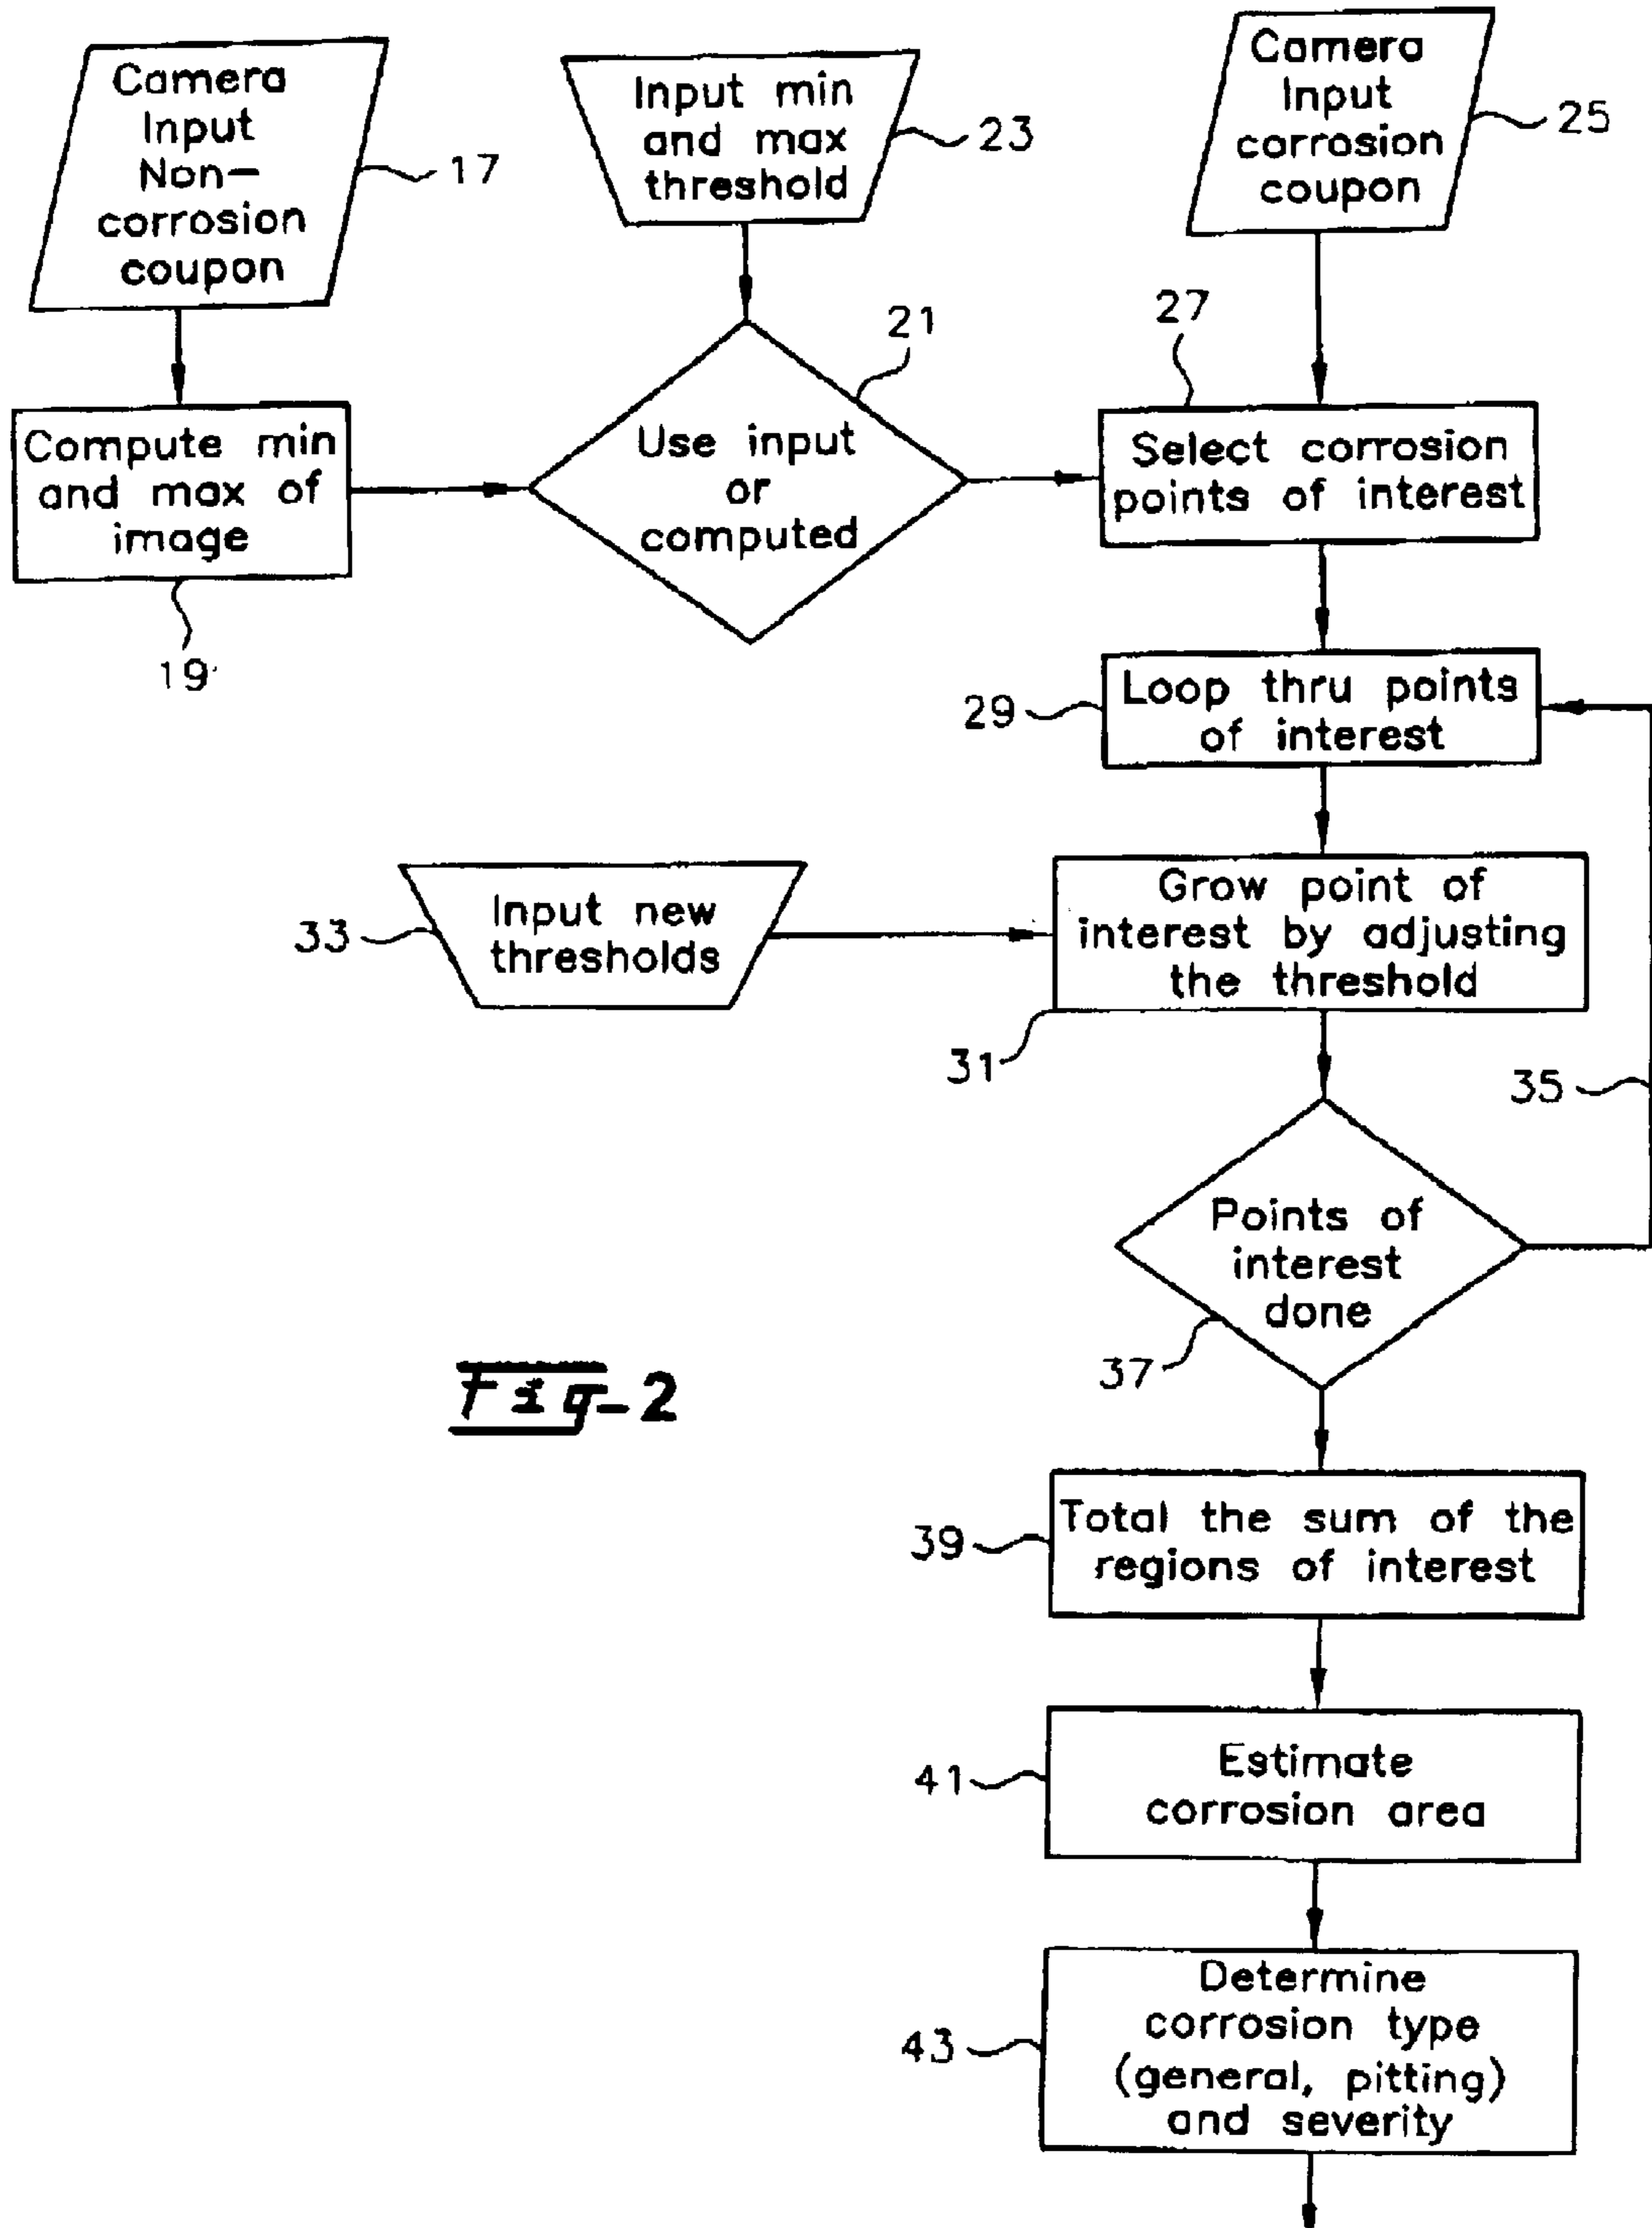 Camera
Input
Non-
corrosion
coupon
17
Input min
and max
threshold
23
Camera
Input
corrosion
coupon
25
Compute min
and max of
image
19
Use input
or
computed
21
27
Select corrosion
points of interest
29
Loop thru points
of interest
33
Input new
thresholds
Grow point of
interest by adjusting
the threshold
31
35
Points of
interest
done
37
Fig-2
39
Total the sum of the
regions of interest
41
Estimate
corrosion area
43
Determine
corrosion type
(general, pitting)
and severity